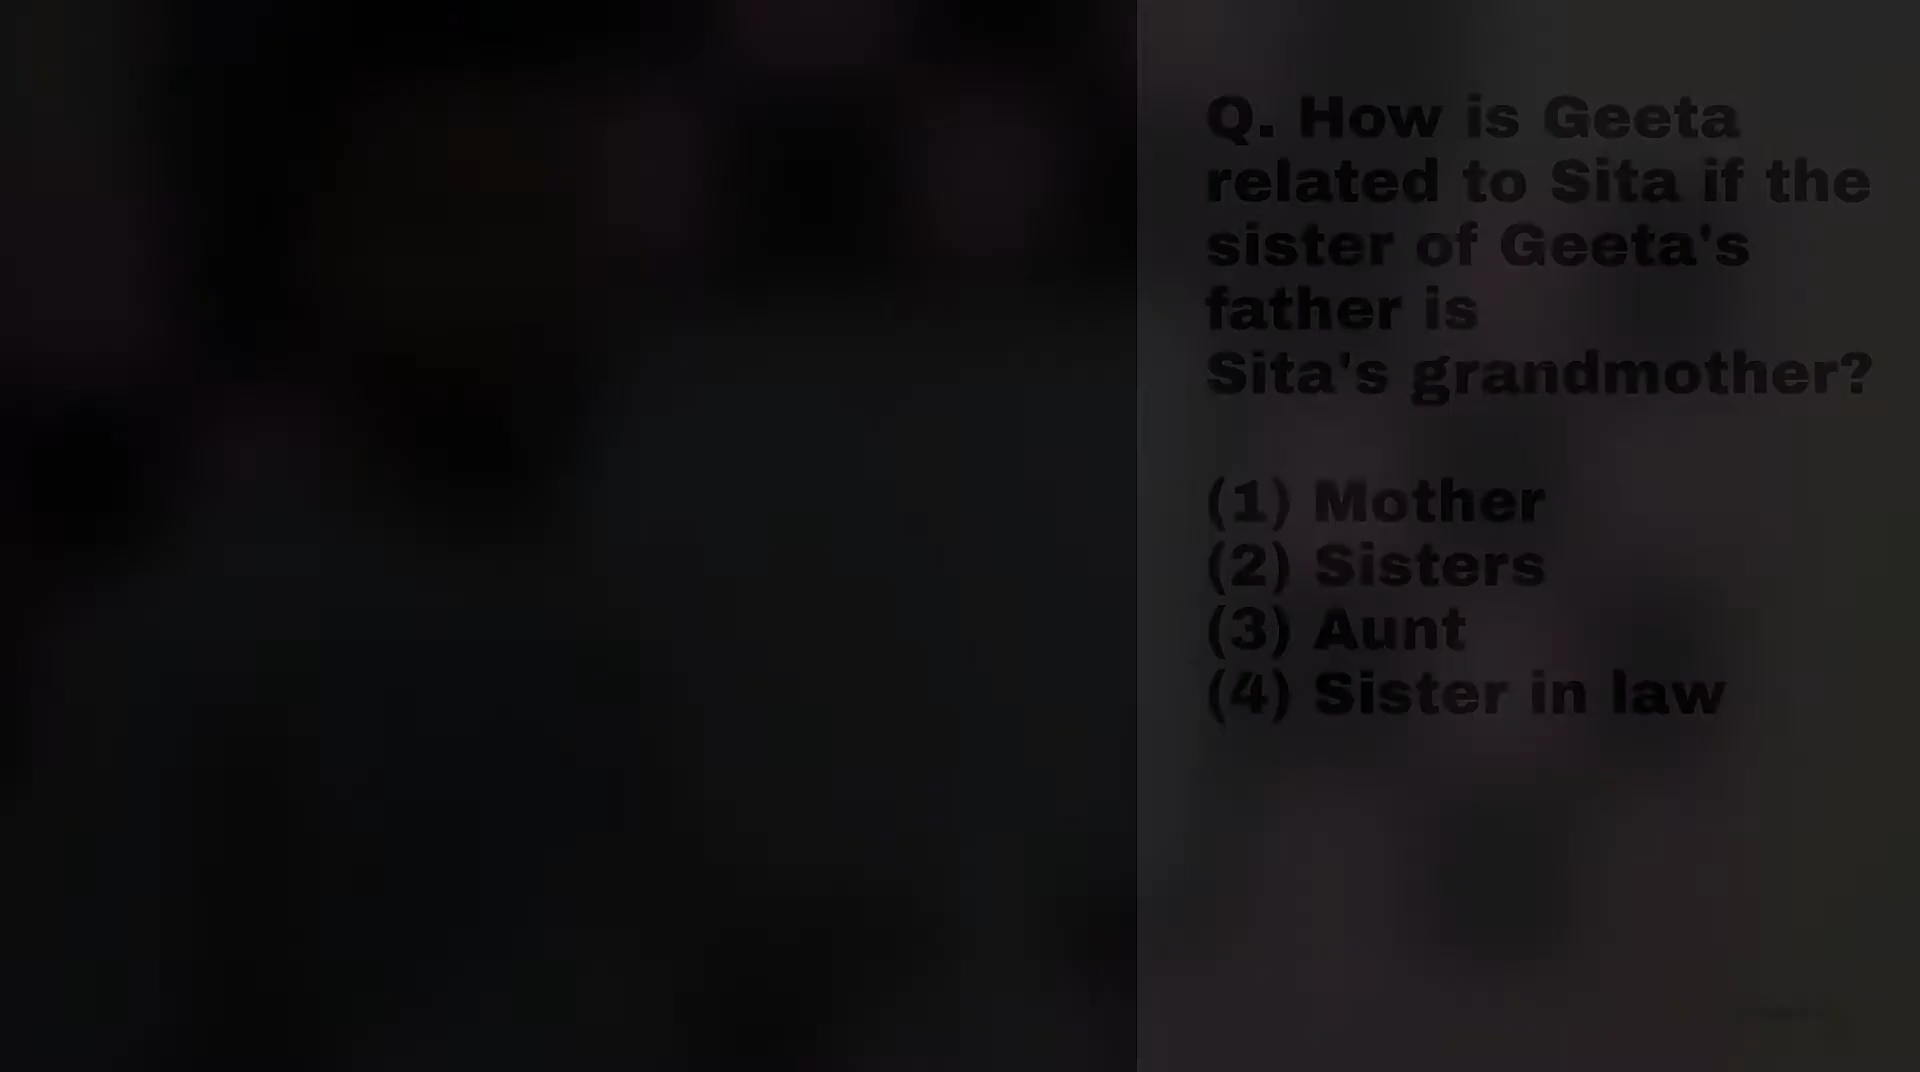 Q. How is Geeta
related to Sita if the
sister of Geeta's
father is
Sita's grandmother?
(1) Mother
(2) Sisters
(3) Aunt
(4) Sister in law